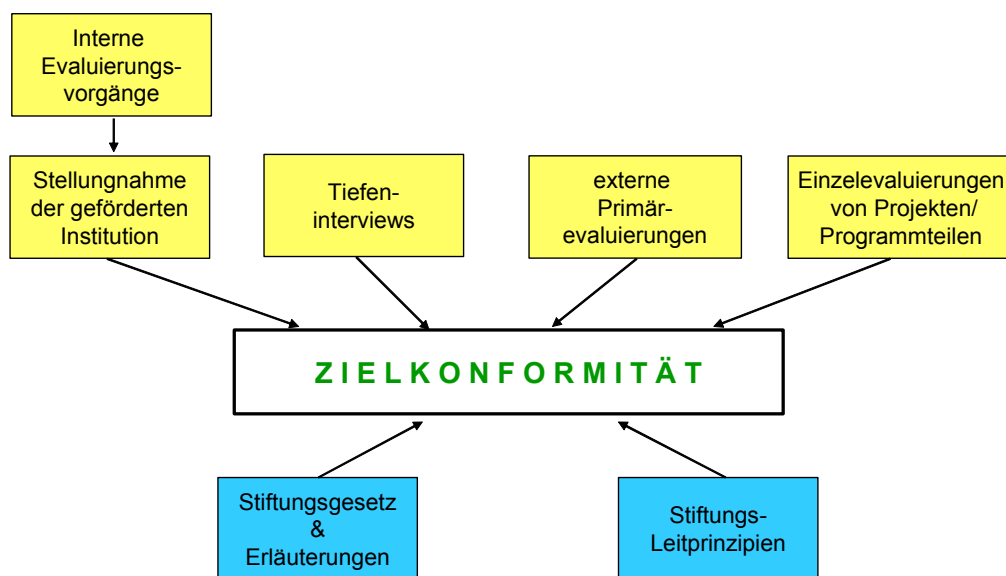 Interne
Evaluierungs-
vorgänge
Stellungnahme
der geförderten
Institution
Tiefen-
interviews
externe
Primär-
evaluierungen
Einzelevaluierungen
von Projekten/
Programmteilen
ZIELKONFORMITÄT
Stiftungsgesetz
&
Erläuterungen
Stiftungs-
Leitprinzipien